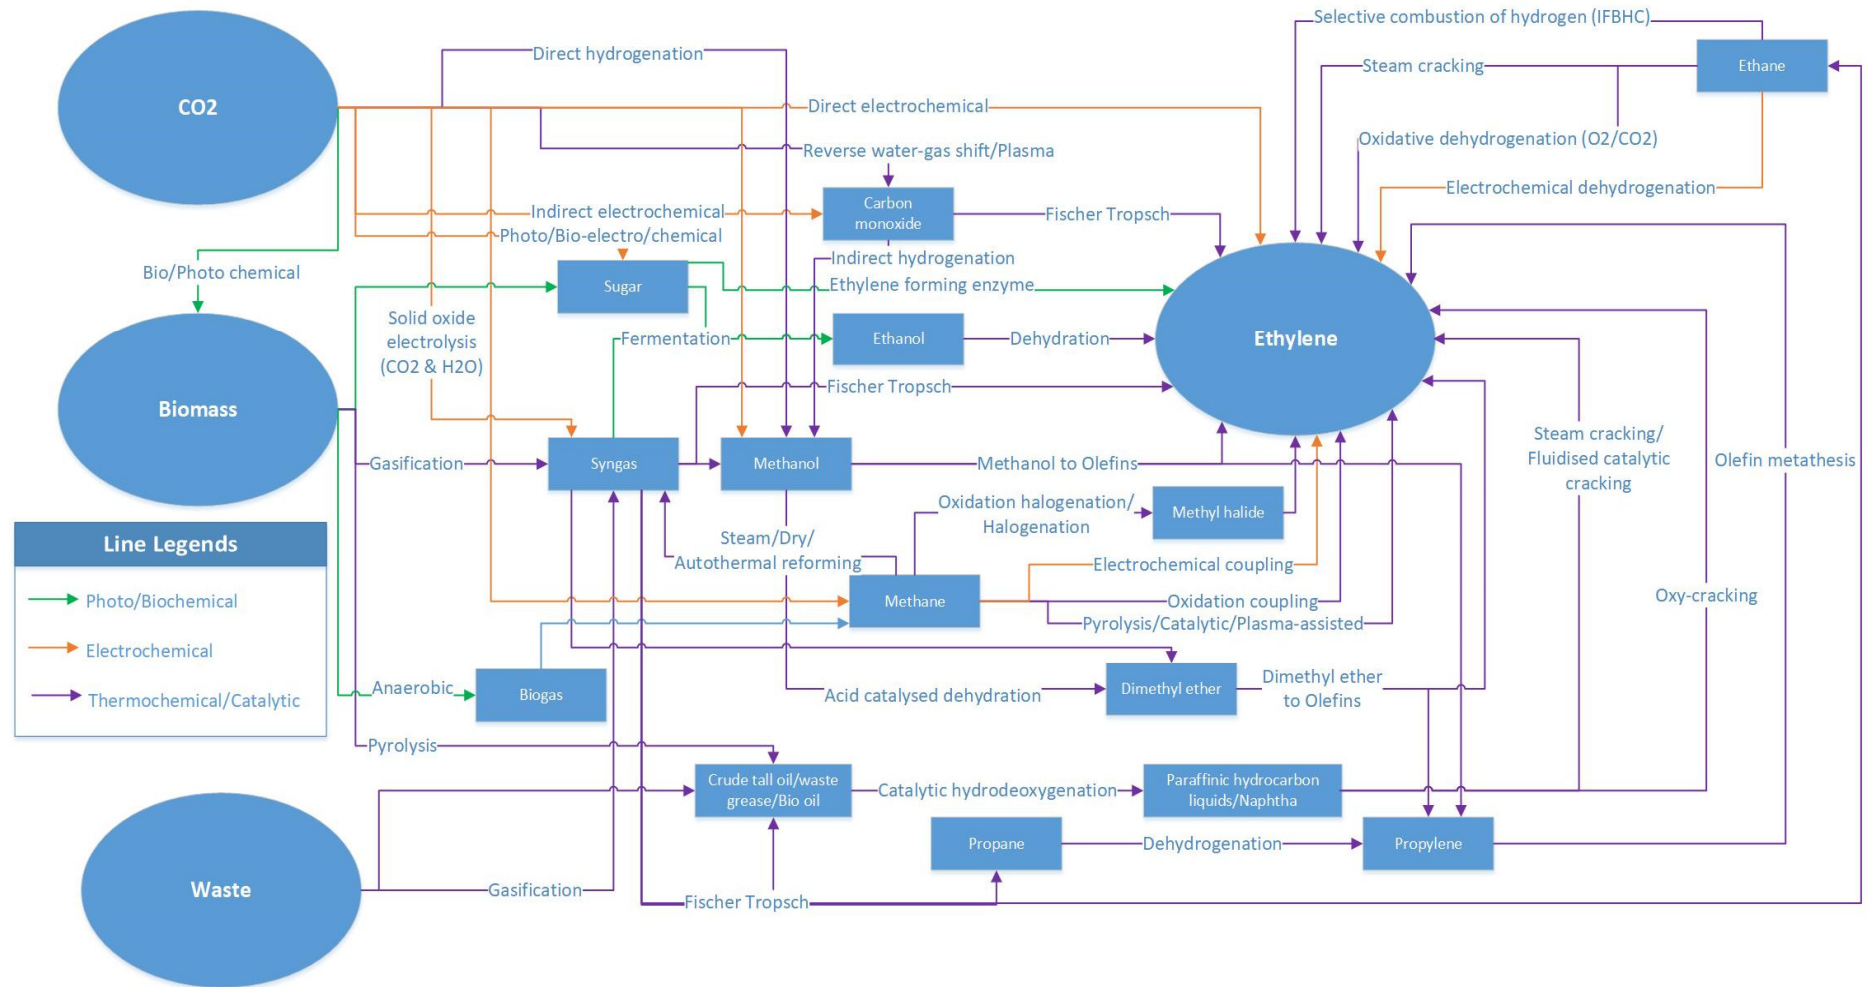 Selective combustion of hydrogen (IFBHC)
Direct hydrogenation
Steam cracking
Ethane
CO2
Direct electrochemical
Oxidative dehydrogenation (O2/CO2)
Reverse water-gas shift/Plasma
Electrochemical dehydrogenation
Indirect electrochemical
Carbon
monoxide
Fischer Tropsch
Photo/Bio-electro/chemical
Indirect hydrogenation
Bio/Photo chemical
Sugar
Ethylene forming enzyme
Solid oxide
electrolysis
(CO2 & H2O)
Fermentation
Ethanol
Dehydration
Ethylene
Fischer Tropsch
Biomass
Gasification
Syngas
Methanol
Methanol to Olefins
Steam cracking/
Fluidised catalytic
cracking
Olefin metathesis
Oxidation halogenation/
Halogenation
Methyl halide
Line Legends
Photo/Biochemical
Electrochemical
Thermochemical/Catalytic
Steam/Dry/
Autothermal reforming
Electrochemical coupling
Methane
Oxidation coupling
Pyrolysis/Catalytic/Plasma-assisted
Oxy-cracking
Anaerobic
Biogas
Acid catalysed dehydration
Dimethyl ether
Dimethyl ether
to Olefins
Pyrolysis
Crude tall oil/waste
grease/Bio oil
Catalytic hydrodeoxygenation
Paraffinic hydrocarbon
liquids/Naphtha
Propane
Dehydrogenation
Propylene
Waste
Gasification
Fischer Tropsch